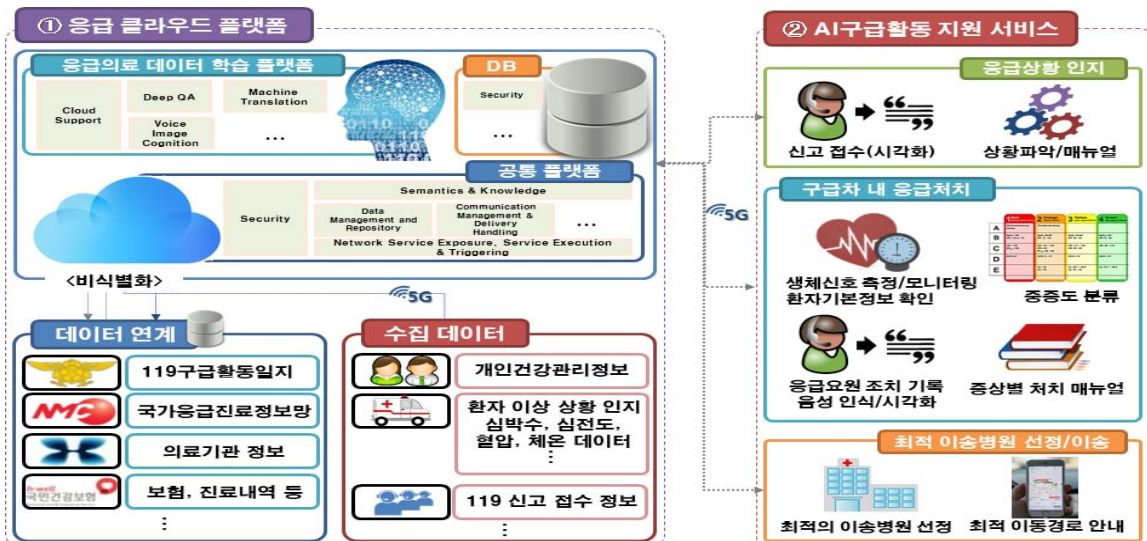 ① 응급 클라우드 플랫폼
응급의료 데이터 학습 플랫폼
Cloud
Support
Deep QA
Machine
Translation
Voice
Image
Cognition
...
DB
Security
...
공통 플랫폼
Security
Semantics & Knowledge
Data
Management and
Repository
Communication
Management &
Delivery
Handling
...
Network Service Exposure, Service Execution
& Triggering
<비식별화>
5G
데이터 연계
119구급활동일지
NMC
국가응급진료정보망
의료기관 정보
h-well
국민건강보험
보험, 진료내역 등
⋮
수집 데이터
개인건강관리정보
환자 이상 상황 인지
심박수, 심전도,
혈압, 체온 데이터
⋮
119 신고 접수 정보
⋮
5G
② AI구급활동 지원 서비스
응급상황 인지
신고 접수(시각화)
상황파악/매뉴얼
구급차 내 응급처치
생체신호 측정/모니터링
환자기본정보 확인
1
2
3
4
A
B
C
D
E
중증도 분류
응급요원 조치 기록
음성 인식/시각화
증상별 처치 매뉴얼
최적 이송병원 선정/이송
최적의 이송병원 선정
최적 이동경로 안내